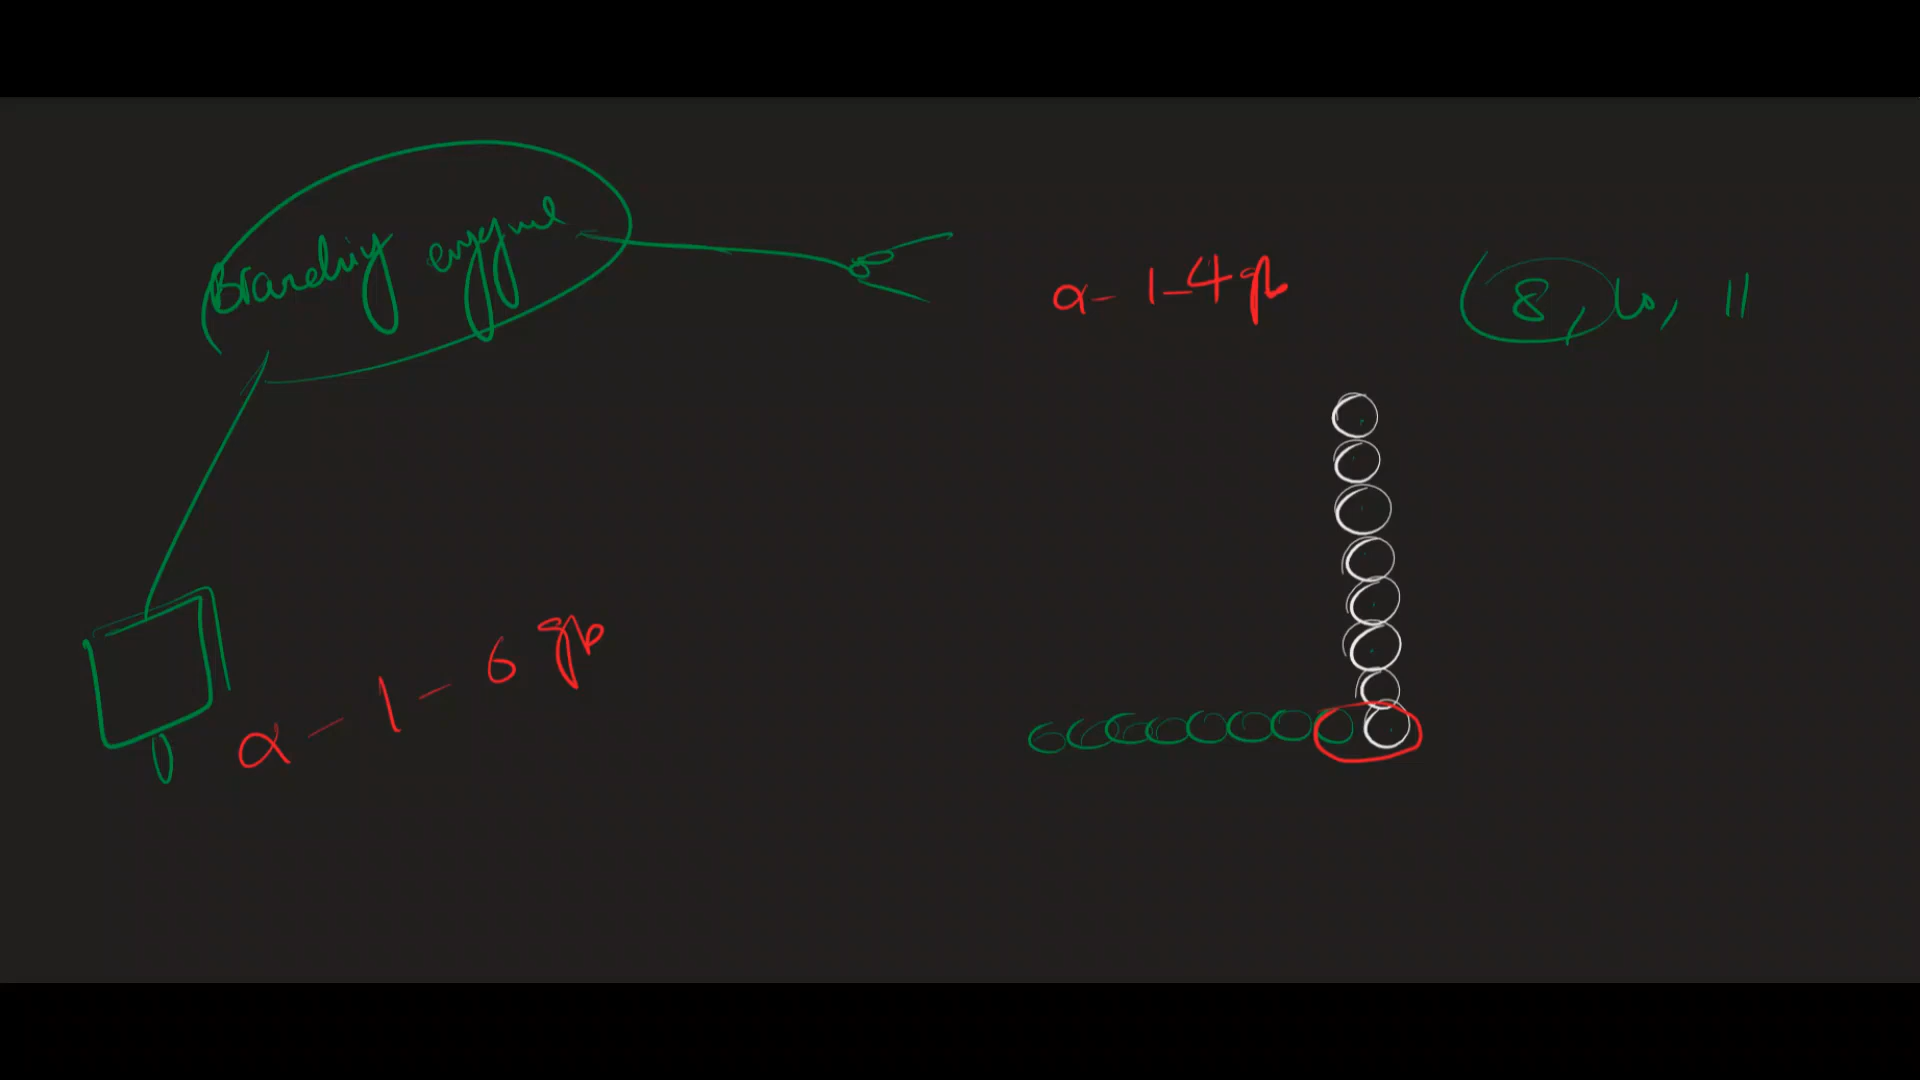 Branching enzyme
α- 1-4 gb
8, 10, 11
α - 1 - 6 gb